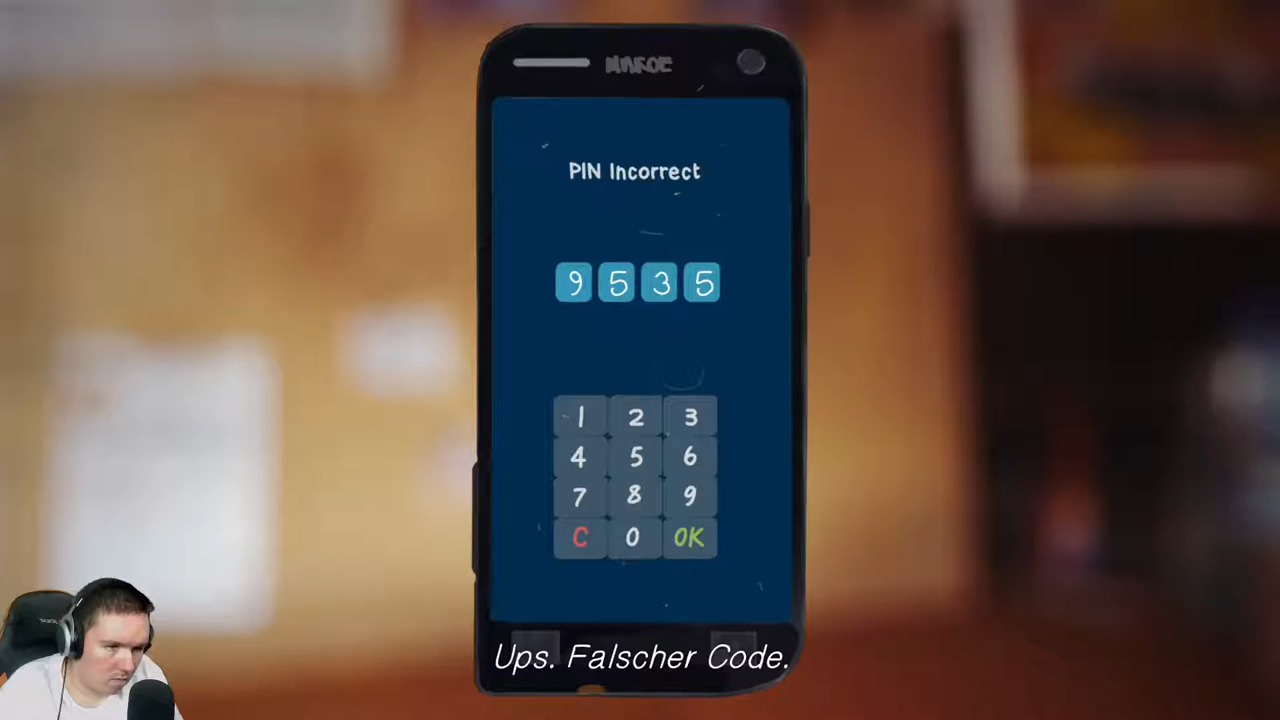 PIN Incorrect
9 5 3 5
1 2 3
4 5 6
7 8 9
C 0 OK
Ups. Falscher Code.